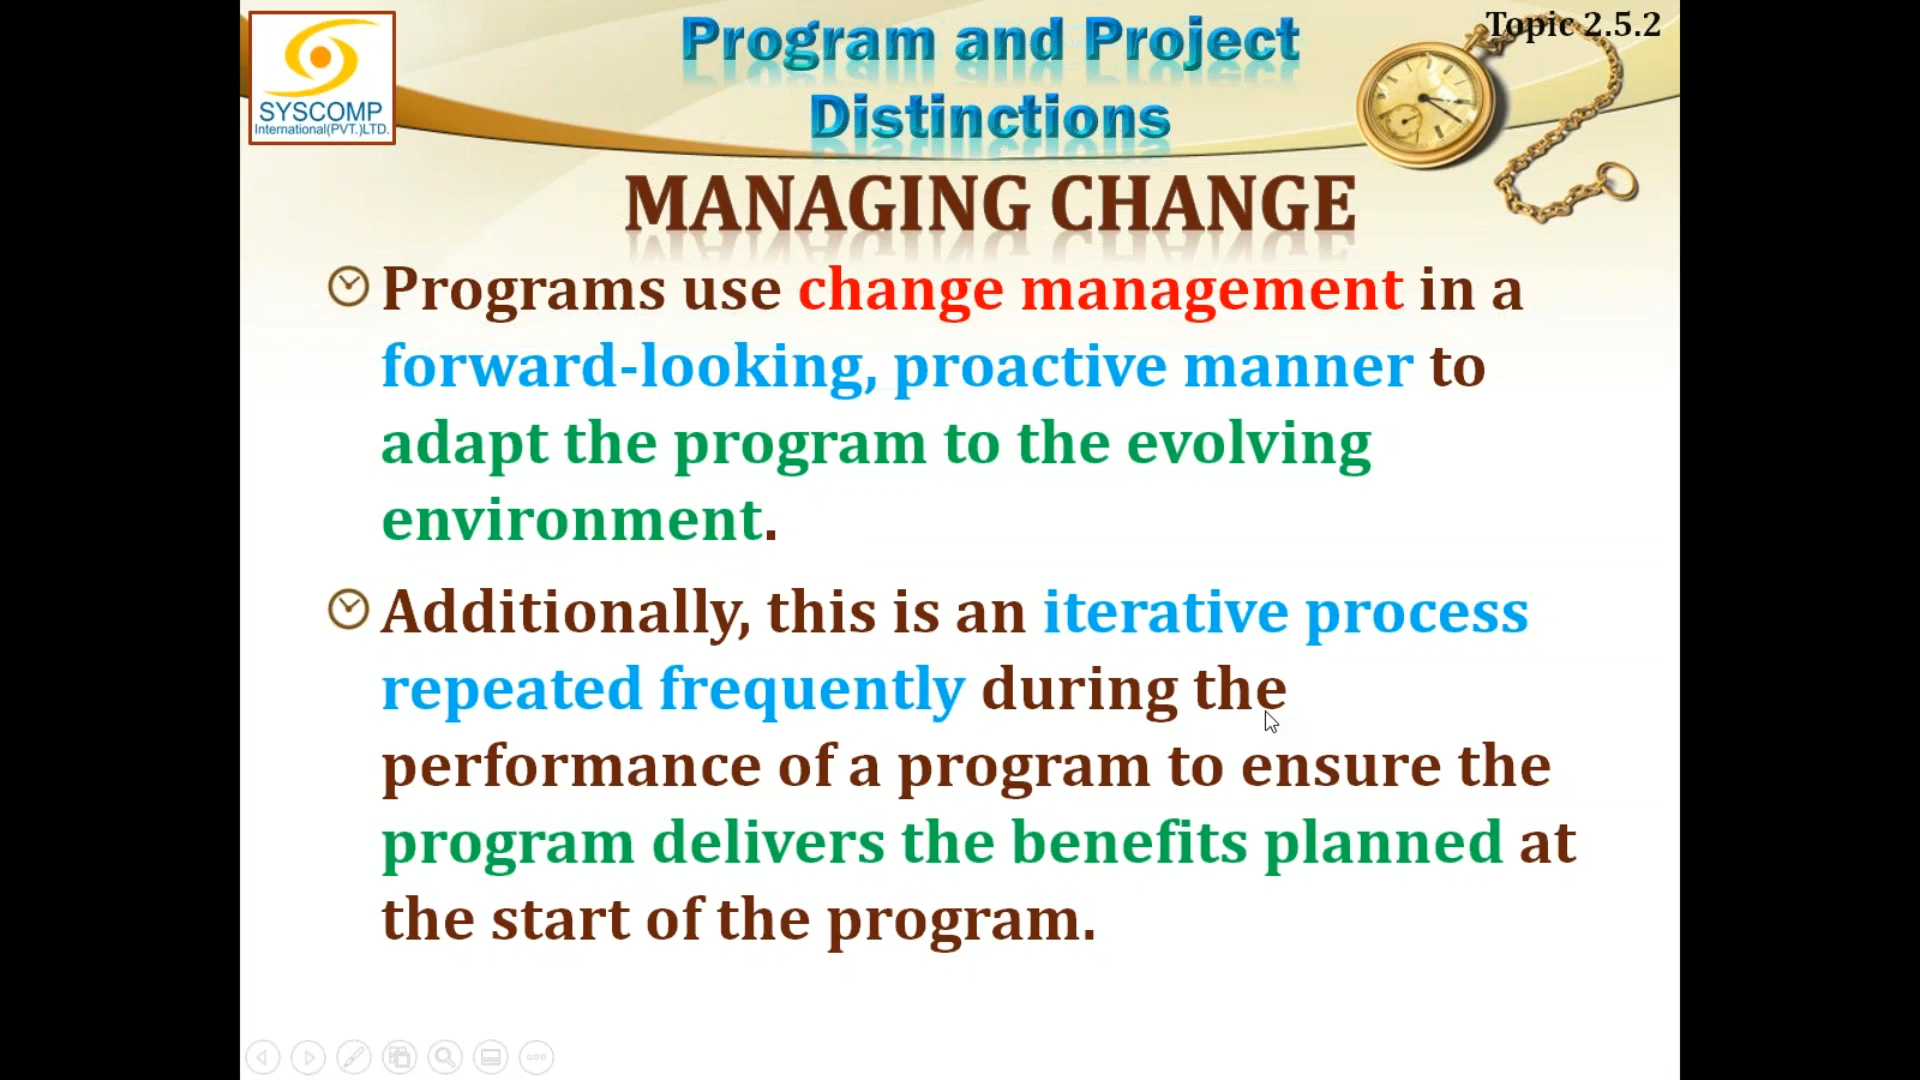 SYSCOMP
International(PVT.)LTD.
Program and Project
Distinctions
Topic 2.5.2
MANAGING CHANGE
Programs use change management in a
forward-looking, proactive manner to
adapt the program to the evolving
environment.
Additionally, this is an iterative process
repeated frequently during the
performance of a program to ensure the
program delivers the benefits planned at
the start of the program.